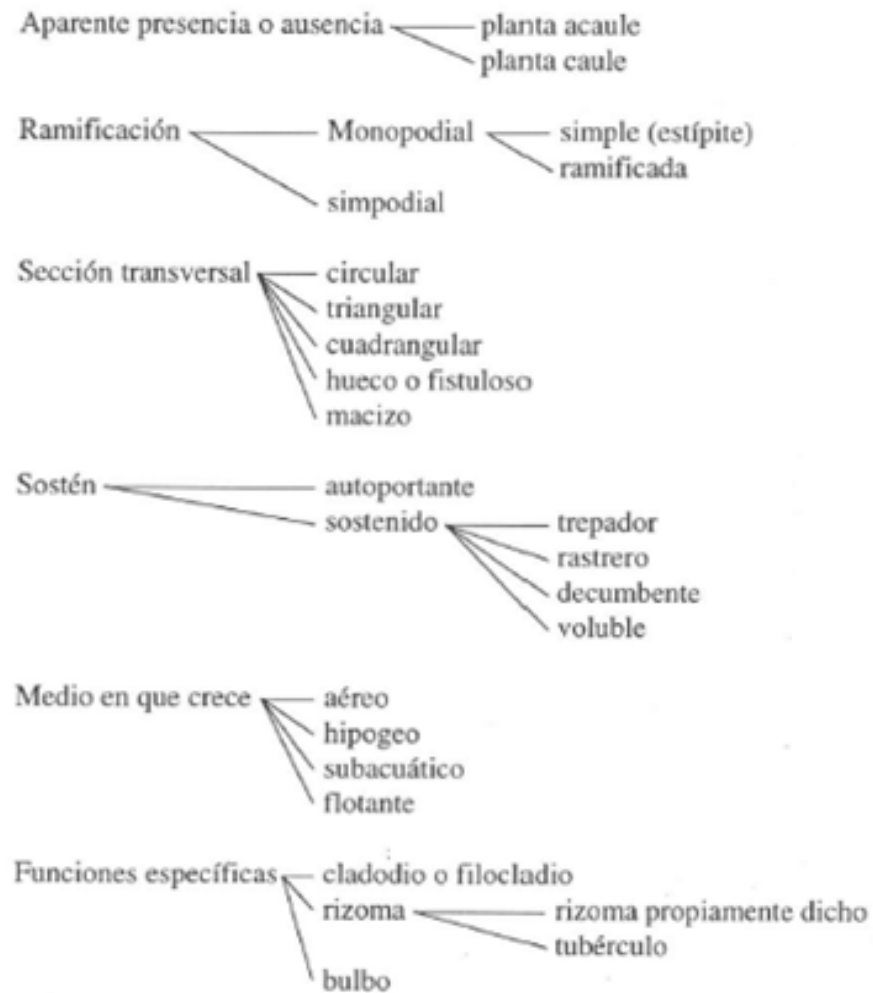 Aparente presencia o ausencia planta acaule
planta caule
Ramificación Monopodial simple (estípite)
ramificada
simpodial
Sección transversal circular
triangular
cuadrangular
hueco o fistuloso
macizo
Sostén autoportante
sostenido trepador
rastrero
decumbente
voluble
Medio en que crece aéreo
hipogeo
subacuático
flotante
Funciones específicas cladodio o filocladio
rizoma rizoma propiamente dicho
tubérculo
bulbo